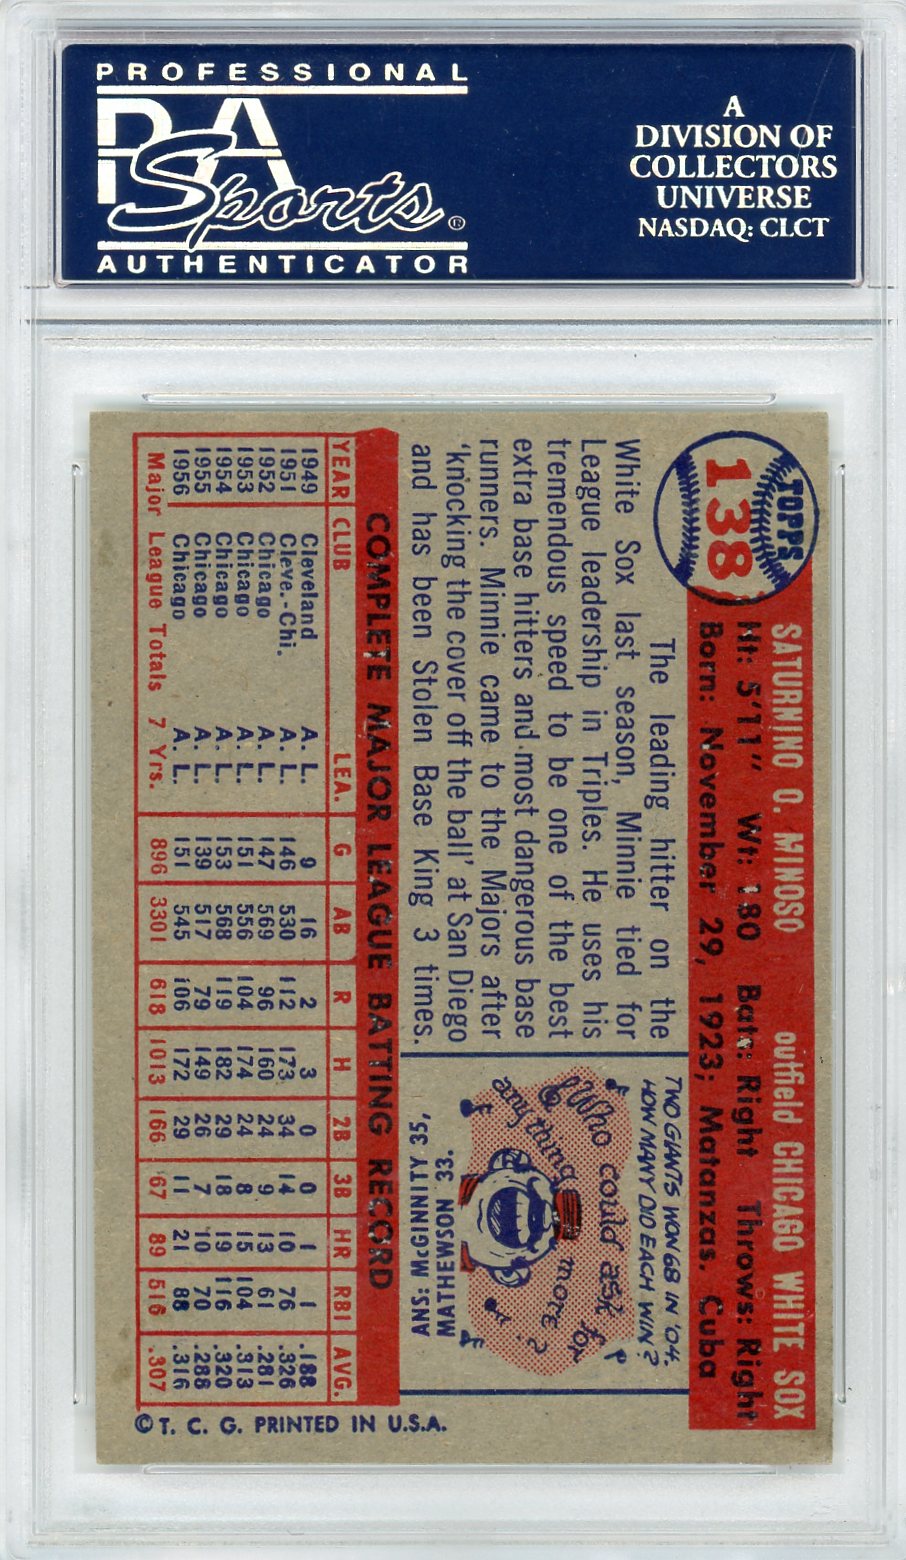 PROFESSIONAL
PSA
Sports®
AUTHENTICATOR
A
DIVISION OF
COLLECTORS
UNIVERSE
NASDAQ: CLCT
TOPPS
138
SATURNINO O. MINOSO outfield CHICAGO WHITE SOX
Ht: 5'11" Wt: 180 Bats: Right Throws: Right
Born: November 29, 1923; Matanzas, Cuba
The leading hitter on the
White Sox last season, Minnie tied for
League leadership in Triples. He uses his
tremendous speed to be one of the best
extra base hitters and most dangerous base
runners. Minnie came to the Majors after
'knocking the cover off the ball' at San Diego
and has been Stolen Base King 3 times.
TWO GIANTS WON 68 IN '04.
HOW MANY DID EACH WIN?
Who could ask for
anything more?
ANS: McGINNITY 35,
MATHEWSON 33.
COMPLETE MAJOR LEAGUE BATTING RECORD
YEAR CLUB LEA. G AB R H 2B 3B HR RBI AVG.
1949 Cleveland A. L. 9 16 2 3 0 0 1 1 .188
1951 Cleve.-Chi. A. L. 146 530 112 173 34 14 10 76 .326
1952 Chicago A. L. 147 569 96 160 24 9 13 61 .281
1953 Chicago A. L. 151 556 104 174 24 8 15 104 .313
1954 Chicago A. L. 153 568 119 182 29 18 19 116 .320
1955 Chicago A. L. 139 517 79 149 26 7 10 70 .288
1956 Chicago A. L. 151 545 106 172 29 11 21 88 .316
Major League Totals 7 Yrs. 896 3301 618 1013 166 67 89 516 .307
© T. C. G. PRINTED IN U.S.A.